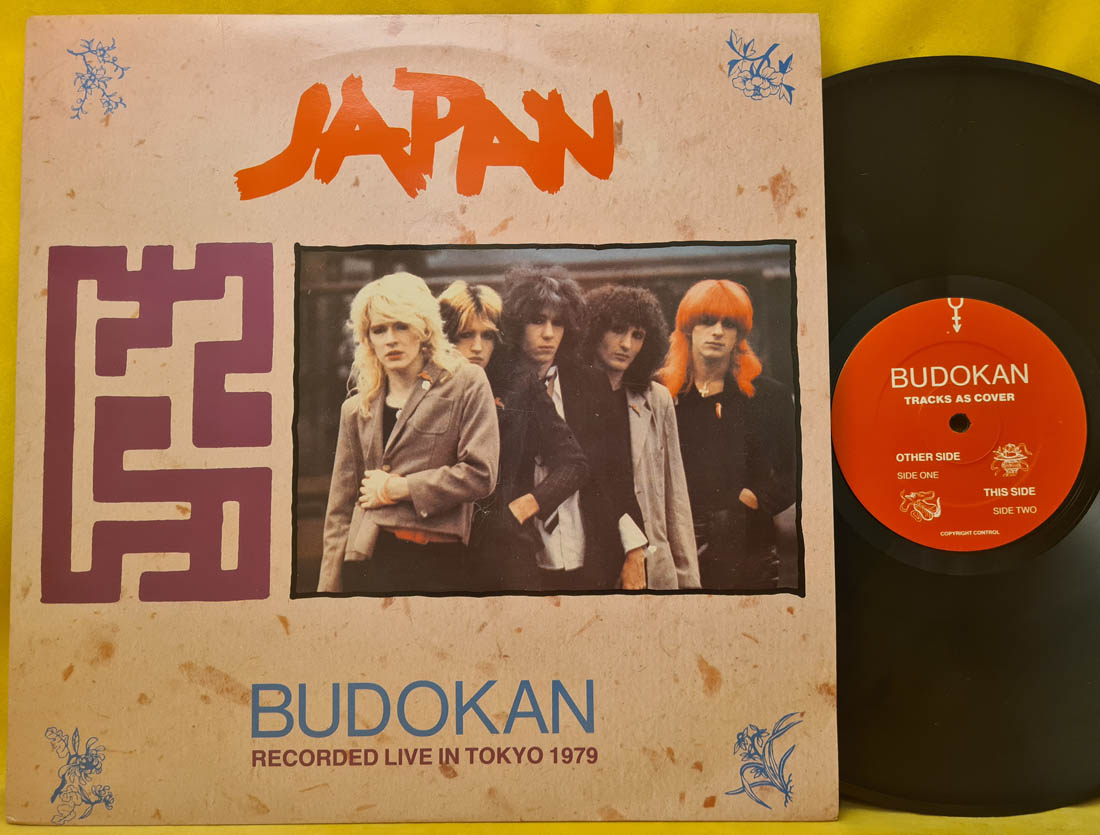 JAPAN
BUDOKAN
RECORDED LIVE IN TOKYO 1979
BUDOKAN
TRACKS AS COVER
OTHER SIDE
SIDE ONE
THIS SIDE
SIDE TWO
COPYRIGHT CONTROL